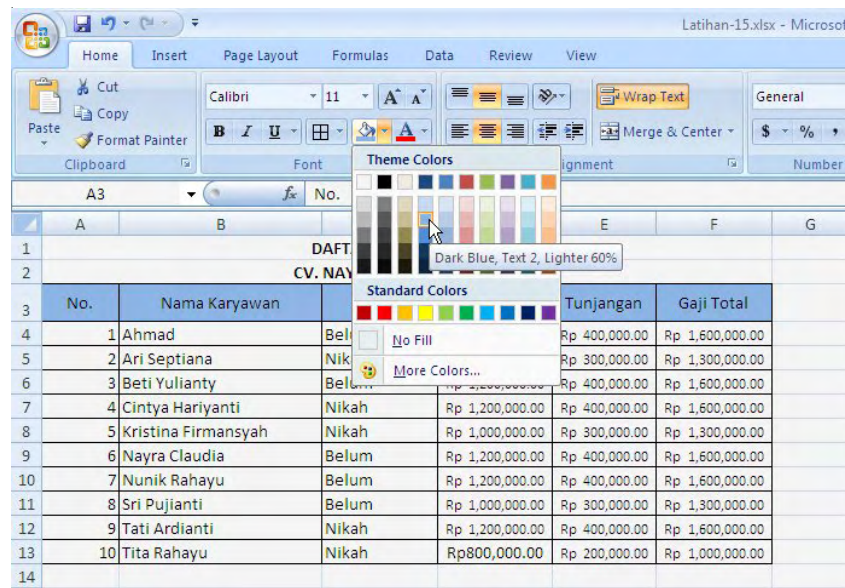 Latihan-15.xlsx - Microsof
Home Insert Page Layout Formulas Data Review View
Cut
Copy
Format Painter
Paste
Calibri 11 A A
Wrap Text
General
B I U A
Merge & Center
$ % ,
Clipboard Font ignment Number
A3 fx No.
Theme Colors
Dark Blue, Text 2, Lighter 60%
Standard Colors
No Fill
More Colors...
A B E F G
1 DAFT
2 CV. NAY
3 No. Nama Karyawan Tunjangan Gaji Total
4 1 Ahmad Belu Rp 400,000.00 Rp 1,600,000.00
5 2 Ari Septiana Nik Rp 300,000.00 Rp 1,300,000.00
6 3 Beti Yulianty Belum Rp 1,200,000.00 Rp 400,000.00 Rp 1,600,000.00
7 4 Cintya Hariyanti Nikah Rp 1,200,000.00 Rp 400,000.00 Rp 1,600,000.00
8 5 Kristina Firmansyah Nikah Rp 1,000,000.00 Rp 300,000.00 Rp 1,300,000.00
9 6 Nayra Claudia Belum Rp 1,200,000.00 Rp 400,000.00 Rp 1,600,000.00
10 7 Nunik Rahayu Belum Rp 1,200,000.00 Rp 400,000.00 Rp 1,600,000.00
11 8 Sri Pujianti Belum Rp 1,000,000.00 Rp 300,000.00 Rp 1,300,000.00
12 9 Tati Ardianti Nikah Rp 1,200,000.00 Rp 400,000.00 Rp 1,600,000.00
13 10 Tita Rahayu Nikah Rp800,000.00 Rp 200,000.00 Rp 1,000,000.00
14